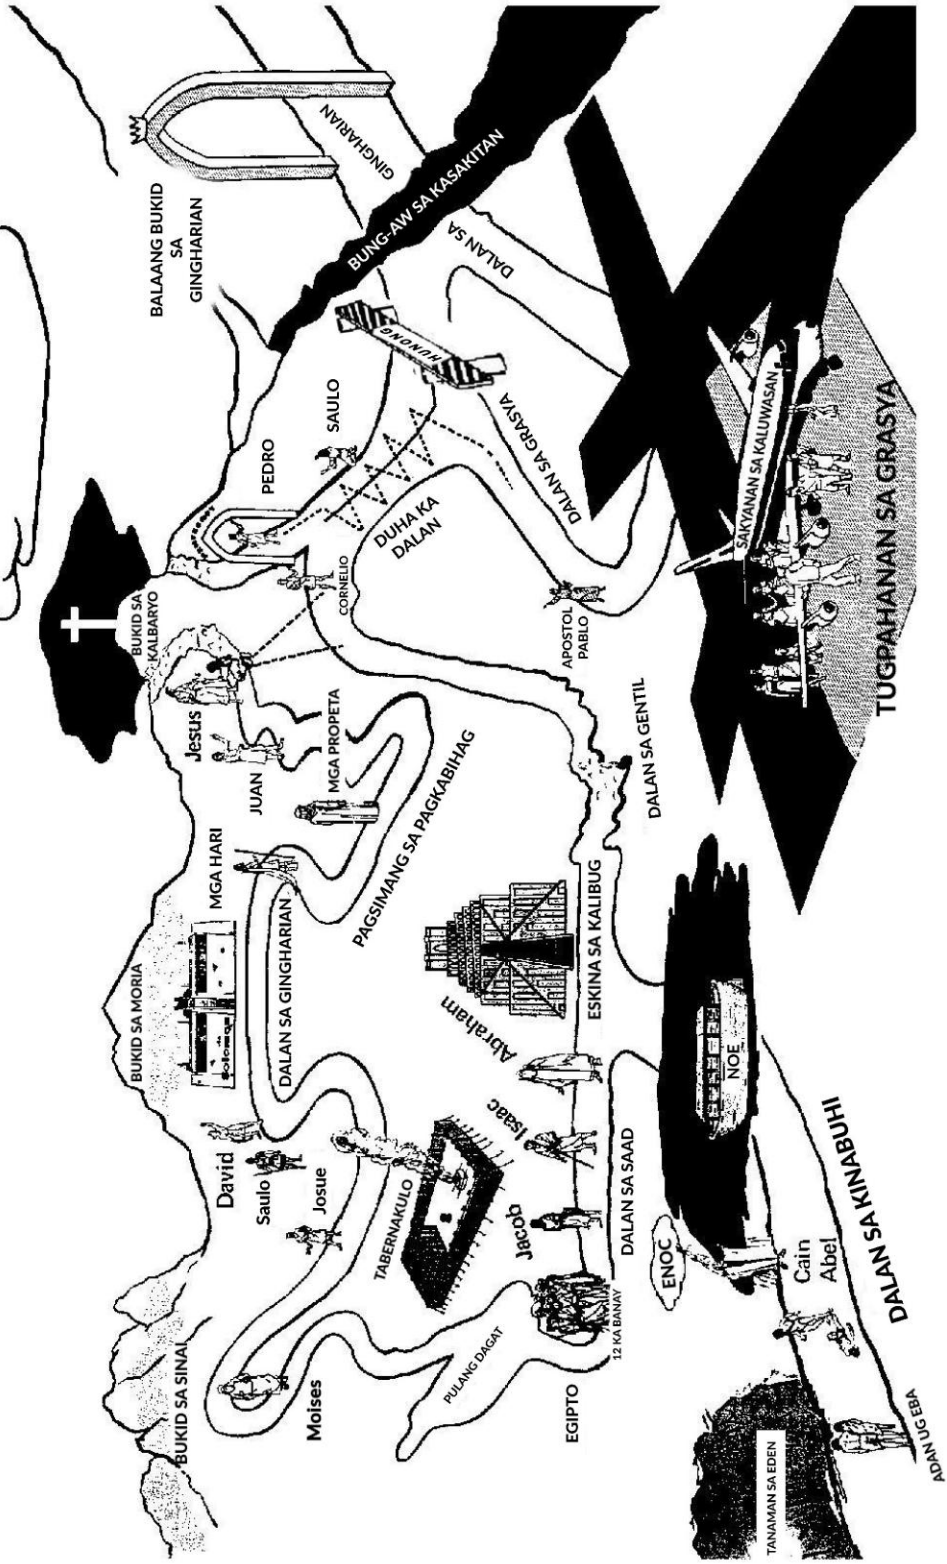 BUKID SA SINAI
BUKID SA MORIA
BUKID SA
KALBARYO
BALAANG BUKID
SA
GINGHARIAN
Moises
Josue
Saulo
David
Solomon
MGA HARI
DALAN SA GINGHARIAN
JUAN
Jesus
MGA PROPETA
PAGSIMANG SA PAGKABIHAG
CORNELIO
PEDRO
SAULO
DUHA KA
DALAN
HUNONG
BUNG-AW SA KASAKITAN
DALAN SA
GINGHARIAN
DALAN SA GRASYA
APOSTOL
PABLO
TABERNAKULO
PULANG DAGAT
EGIPTO
12 KA BANAY
Jacob
Isaac
Abraham
DALAN SA SAAD
ESKINA SA KALIBUG
DALAN SA GENTIL
TANAMAN SA EDEN
ADAN UG EBA
Cain
Abel
ENOC
NOE
DALAN SA KINABUHI
SAKYANAN SA KALUWASAN
TUGPAHANAN SA GRASYA